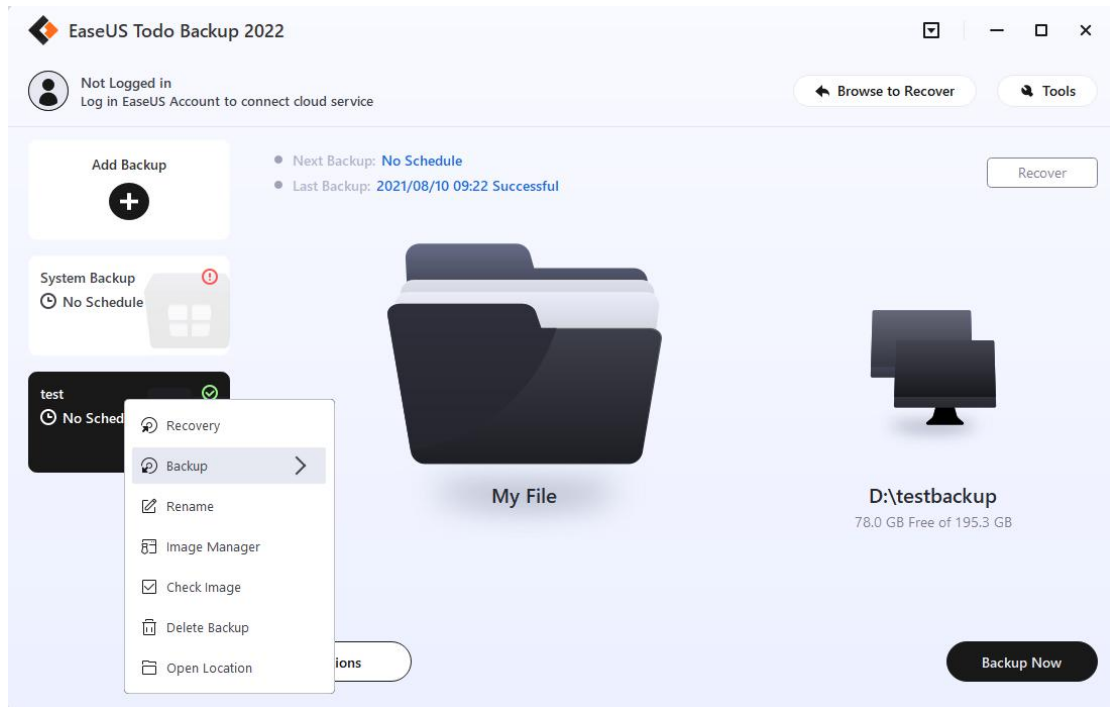 EaseUS Todo Backup 2022
Not Logged in
Log in EaseUS Account to connect cloud service
Browse to Recover
Tools
Add Backup
Next Backup: No Schedule
Last Backup: 2021/08/10 09:22 Successful
Recover
System Backup
No Schedule
test
No Sched
Recovery
Backup
Rename
Image Manager
Check Image
Delete Backup
Open Location
My File
D:\testbackup
78.0 GB Free of 195.3 GB
ions
Backup Now